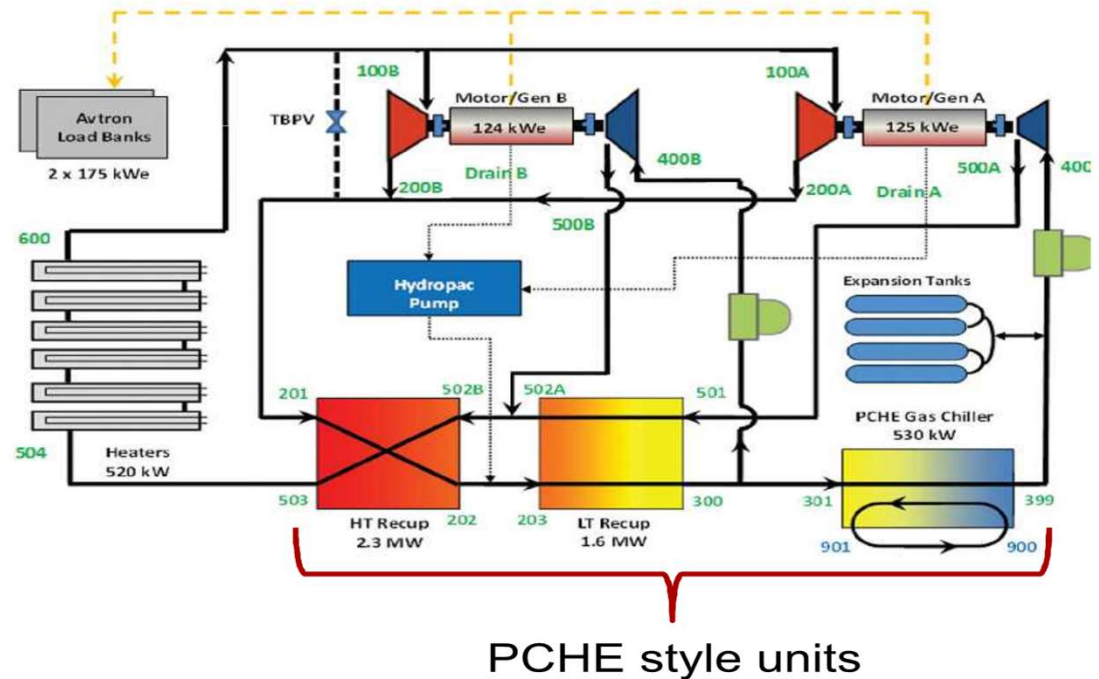 100B
100A
Motor/Gen B
Motor/Gen A
Avtron
Load Banks
2 x 175 kWe
TBPV
124 kWe
125 kWe
400B
500A
400
Drain B
200B
200A
Drain A
500B
600
Hydropac
Pump
Expansion Tanks
201
502B
502A
501
PCHE Gas Chiller
530 kW
504
Heaters
520 kW
503
202
203
300
301
399
HT Recup
2.3 MW
LT Recup
1.6 MW
901
900
PCHE style units